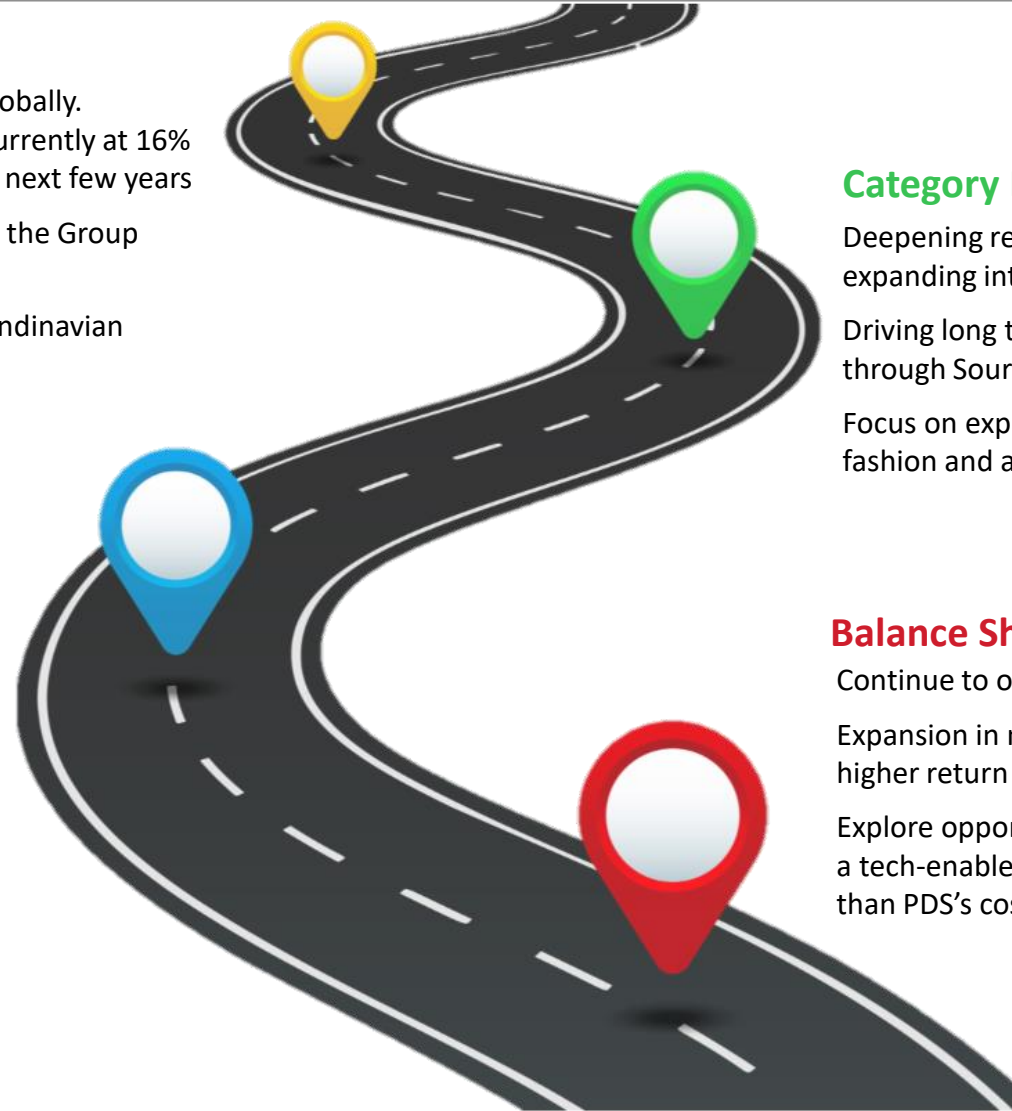 obally.
urrently at 16%
next few years
the Group
ndinavian
Category
Deepening re
expanding int
Driving long t
through Sour
Focus on exp
fashion and a
Balance Sh
Continue to o
Expansion in r
higher return
Explore oppor
a tech-enable
than PDS’s cos